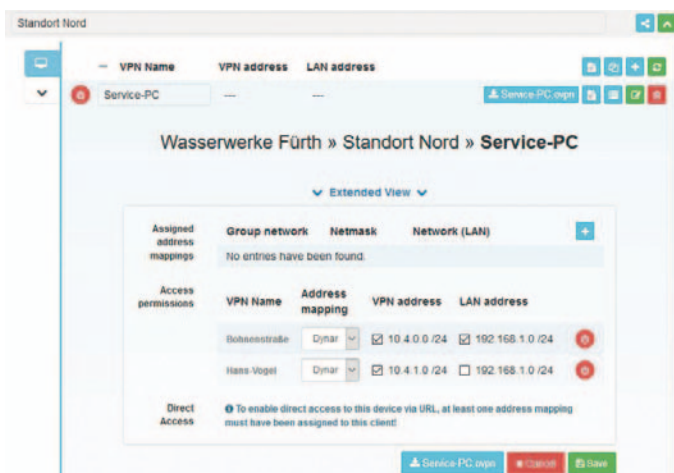 Standort Nord
VPN Name VPN address LAN address
Service-PC --- --- Service-PC.ovpn
Wasserwerke Fürth » Standort Nord » Service-PC
Extended View
Assigned address mappings
Group network Netmask Network (LAN)
No entries have been found.
Access permissions
VPN Name Address mapping VPN address LAN address
Bohnenstraße Dynar 10.4.0.0 /24 192.168.1.0 /24
Hans-Vogel Dynar 10.4.1.0 /24 192.168.1.0 /24
Direct Access
To enable direct access to this device via URL, at least one address mapping
must have been assigned to this client!
Service-PC.ovpn Cancel Save